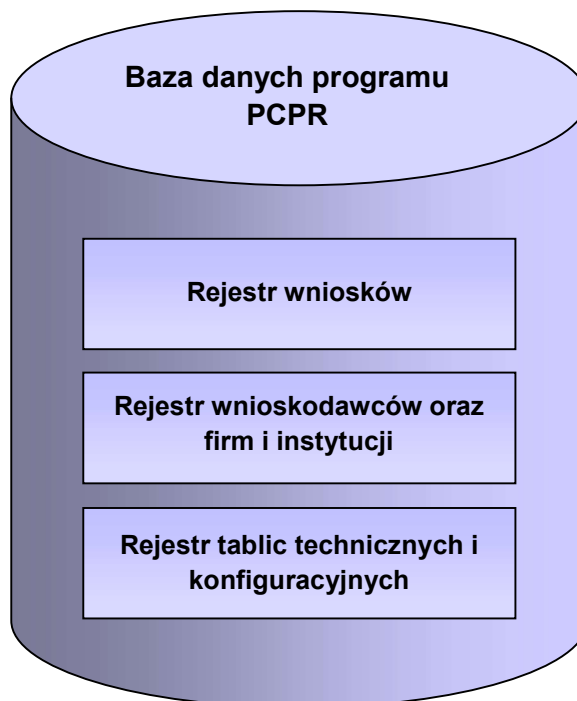 Baza danych programu
PCPR
Rejestr wniosków
Rejestr wnioskodawców oraz
firm i instytucji
Rejestr tablic technicznych i
konfiguracyjnych